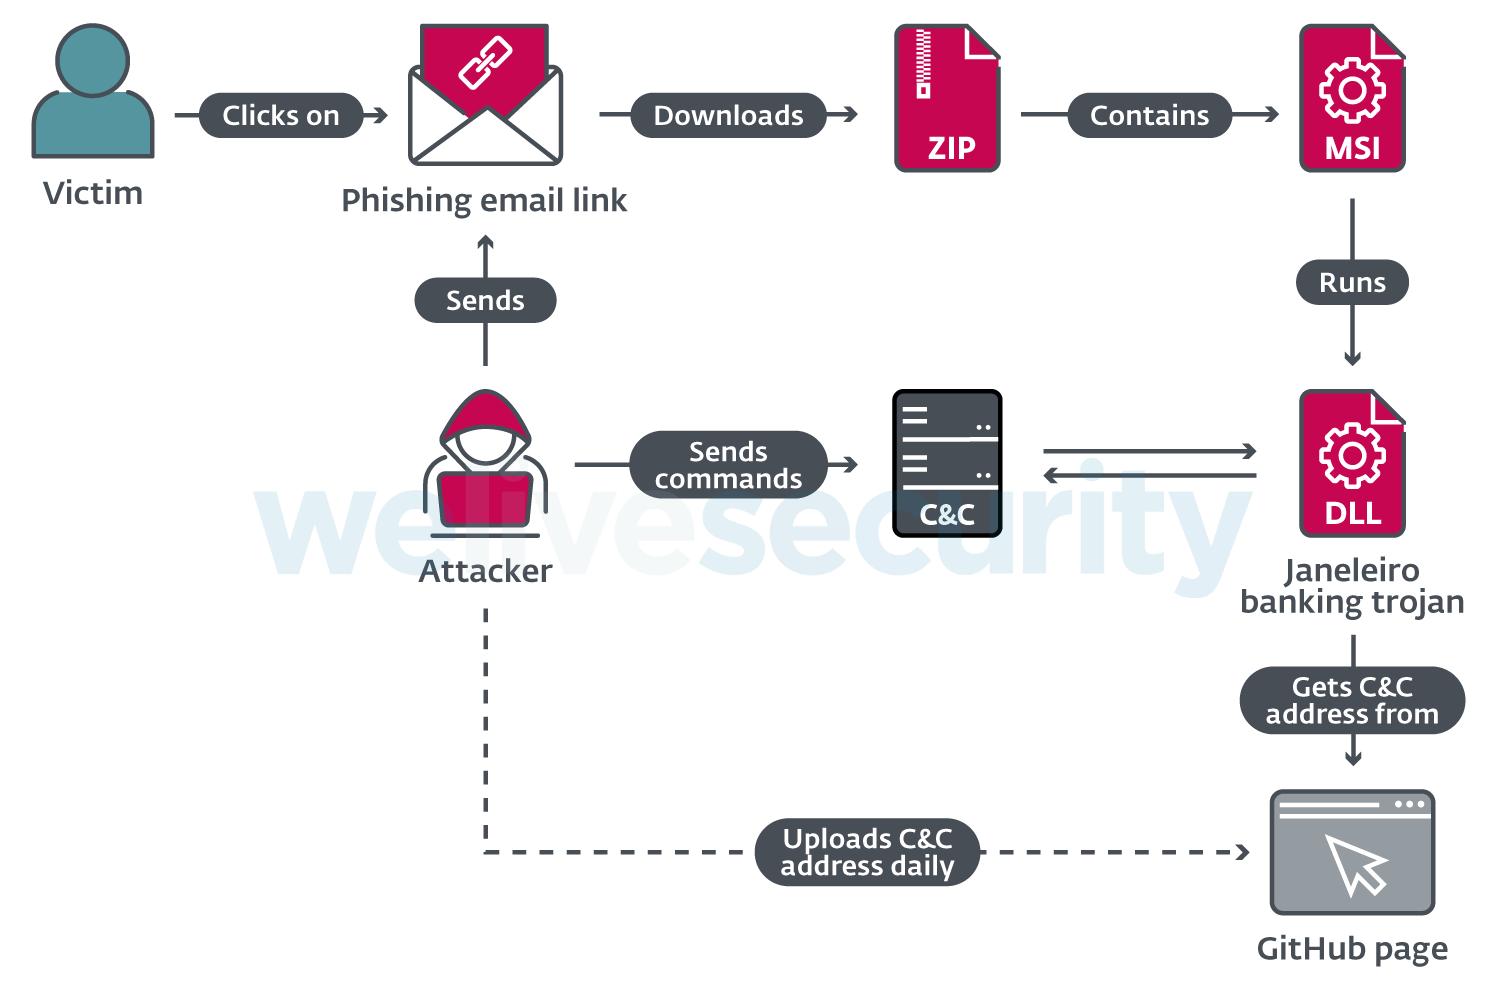 Clicks on
Downloads
ZIP
Contains
MSI
Victim
Phishing email link
Sends
Runs
Sends
commands
C&C
DLL
welivesecurity
Attacker
Janeleiro
banking trojan
Gets C&C
address from
Uploads C&C
address daily
GitHub page